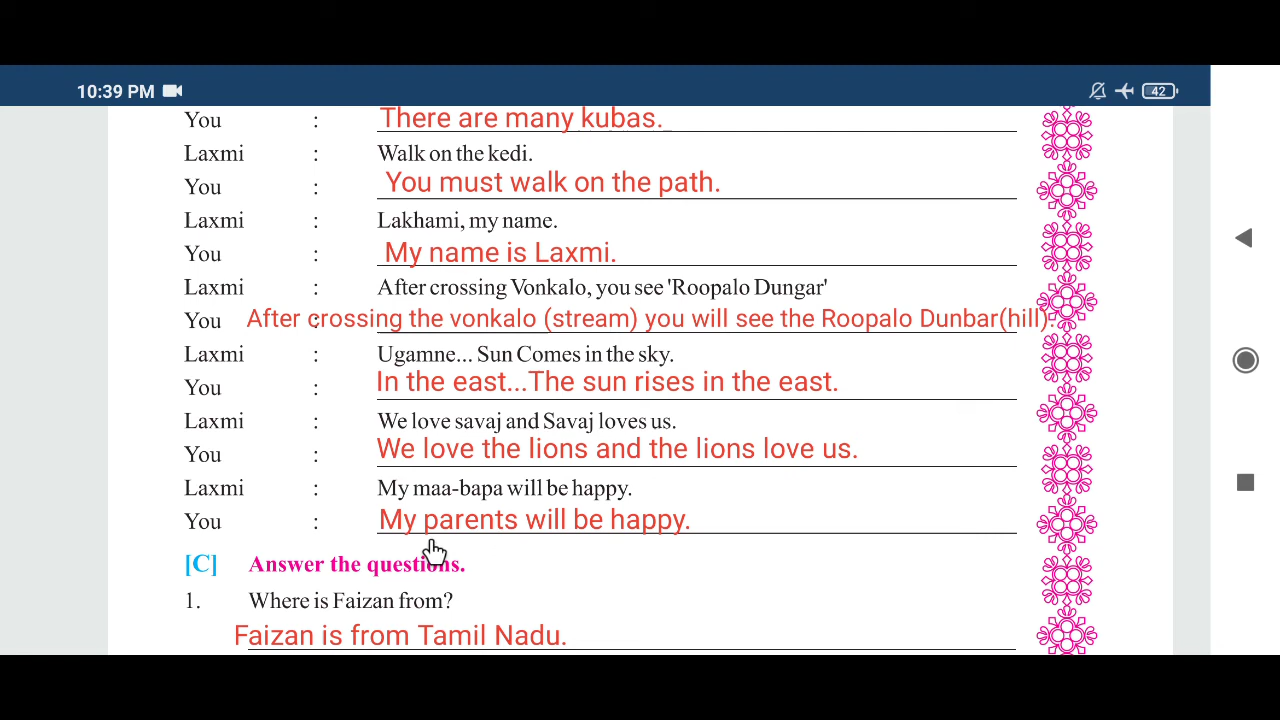 10:39 PM 42
You : There are many kubas.
Laxmi : Walk on the kedi.
You : You must walk on the path.
Laxmi : Lakhami, my name.
You : My name is Laxmi.
Laxmi : After crossing Vonkalo, you see 'Roopalo Dungar'
You : After crossing the vonkalo (stream) you will see the Roopalo Dunbar(hill).
Laxmi : Ugamne... Sun Comes in the sky.
You : In the east...The sun rises in the east.
Laxmi : We love savaj and Savaj loves us.
You : We love the lions and the lions love us.
Laxmi : My maa-bapa will be happy.
You : My parents will be happy.
[C] Answer the questions.
1. Where is Faizan from?
Faizan is from Tamil Nadu.